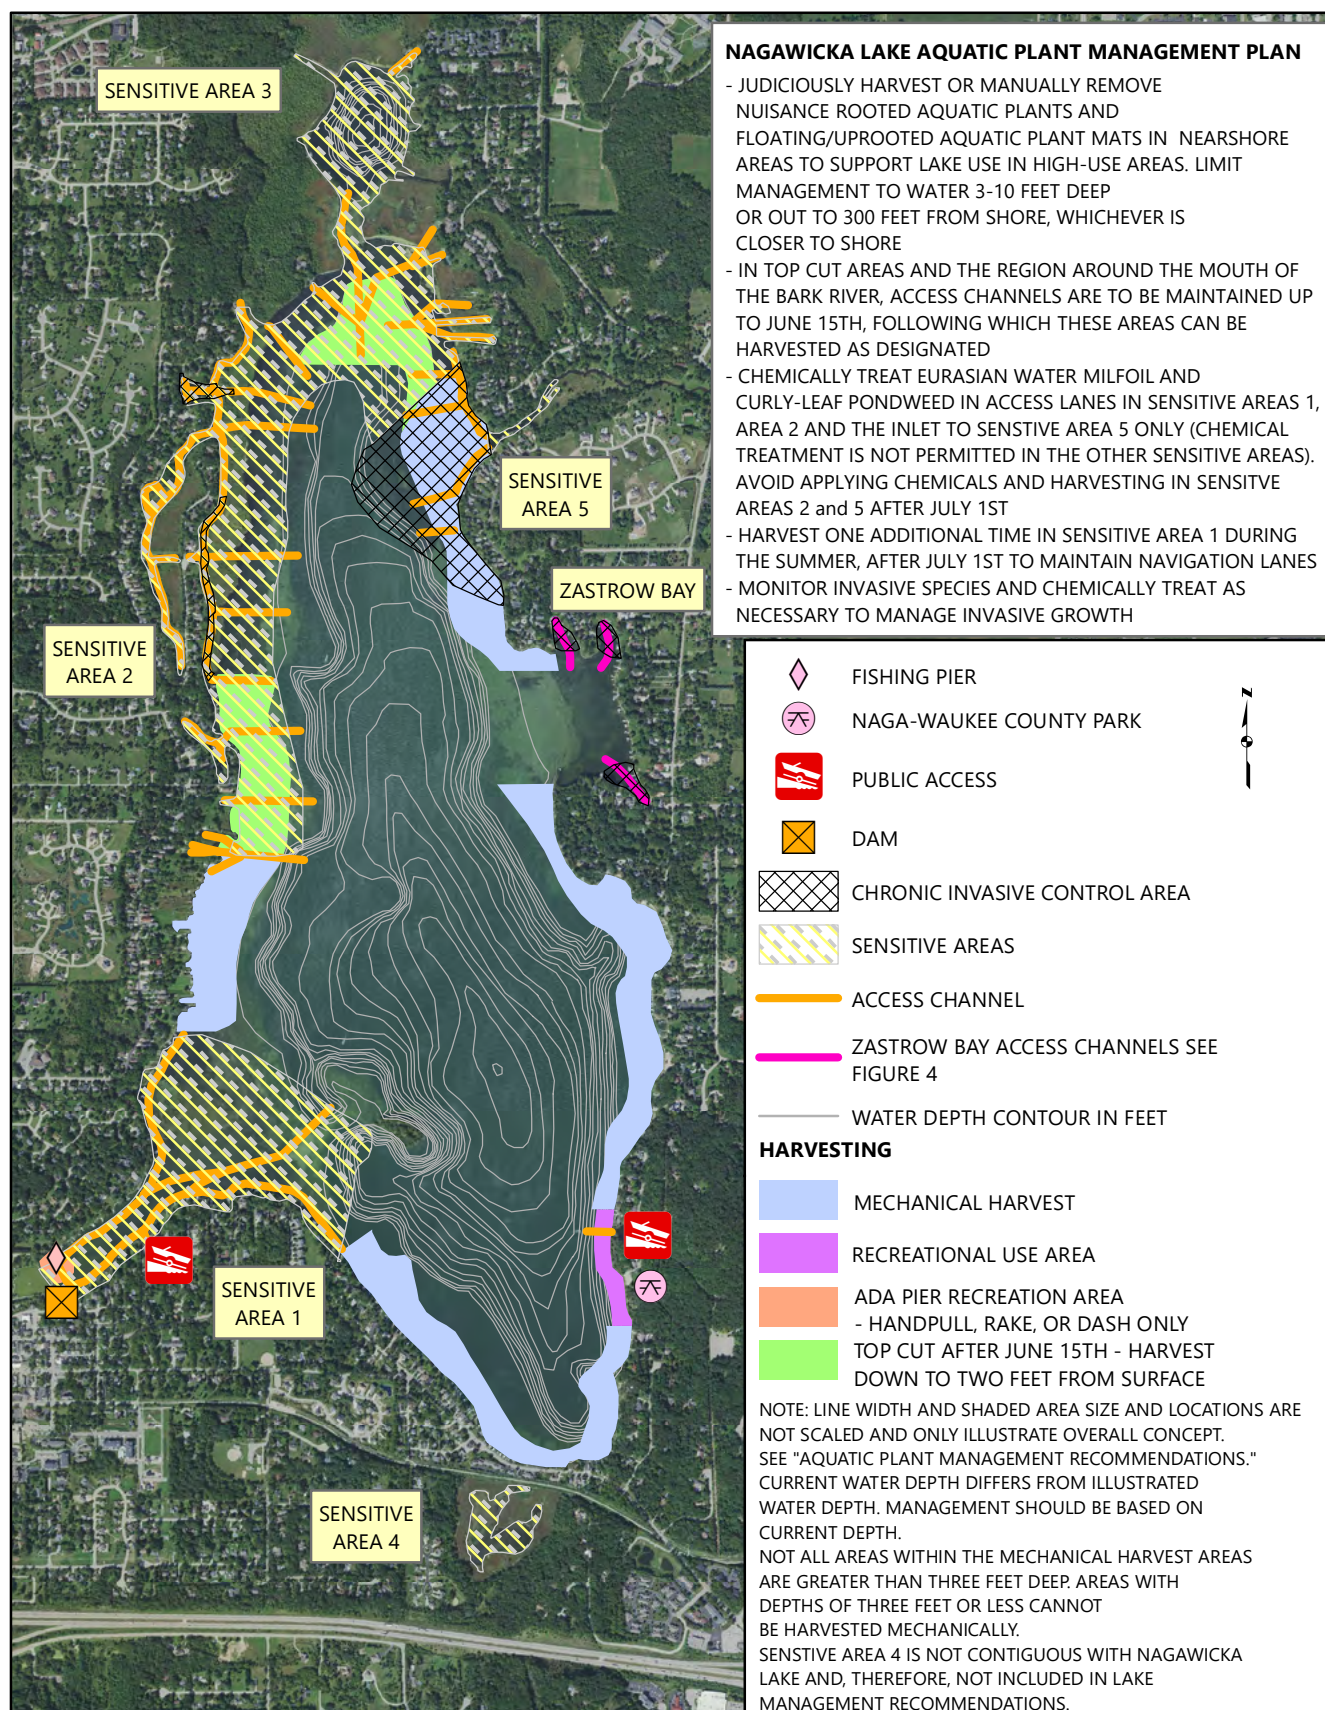 SENSITIVE AREA 3
SENSITIVE
AREA 5
ZASTROW BAY
SENSITIVE
AREA 2
SENSITIVE
AREA 1
SENSITIVE
AREA 4
NAGAWICKA LAKE AQUATIC PLANT MANAGEMENT PLAN
- JUDICIOUSLY HARVEST OR MANUALLY REMOVE
NUISANCE ROOTED AQUATIC PLANTS AND
FLOATING/UPROOTED AQUATIC PLANT MATS IN NEARSHORE
AREAS TO SUPPORT LAKE USE IN HIGH-USE AREAS. LIMIT
MANAGEMENT TO WATER 3-10 FEET DEEP
OR OUT TO 300 FEET FROM SHORE, WHICHEVER IS
CLOSER TO SHORE
- IN TOP CUT AREAS AND THE REGION AROUND THE MOUTH OF
THE BARK RIVER, ACCESS CHANNELS ARE TO BE MAINTAINED UP
TO JUNE 15TH, FOLLOWING WHICH THESE AREAS CAN BE
HARVESTED AS DESIGNATED
- CHEMICALLY TREAT EURASIAN WATER MILFOIL AND
CURLY-LEAF PONDWEED IN ACCESS LANES IN SENSITIVE AREAS 1,
AREA 2 AND THE INLET TO SENSTIVE AREA 5 ONLY (CHEMICAL
TREATMENT IS NOT PERMITTED IN THE OTHER SENSITIVE AREAS).
AVOID APPLYING CHEMICALS AND HARVESTING IN SENSITVE
AREAS 2 and 5 AFTER JULY 1ST
- HARVEST ONE ADDITIONAL TIME IN SENSITIVE AREA 1 DURING
THE SUMMER, AFTER JULY 1ST TO MAINTAIN NAVIGATION LANES
- MONITOR INVASIVE SPECIES AND CHEMICALLY TREAT AS
NECESSARY TO MANAGE INVASIVE GROWTH
FISHING PIER
NAGA-WAUKEE COUNTY PARK
N
PUBLIC ACCESS
DAM
CHRONIC INVASIVE CONTROL AREA
SENSITIVE AREAS
ACCESS CHANNEL
ZASTROW BAY ACCESS CHANNELS SEE
FIGURE 4
WATER DEPTH CONTOUR IN FEET
HARVESTING
MECHANICAL HARVEST
RECREATIONAL USE AREA
ADA PIER RECREATION AREA
- HANDPULL, RAKE, OR DASH ONLY
TOP CUT AFTER JUNE 15TH - HARVEST
DOWN TO TWO FEET FROM SURFACE
NOTE: LINE WIDTH AND SHADED AREA SIZE AND LOCATIONS ARE
NOT SCALED AND ONLY ILLUSTRATE OVERALL CONCEPT.
SEE "AQUATIC PLANT MANAGEMENT RECOMMENDATIONS."
CURRENT WATER DEPTH DIFFERS FROM ILLUSTRATED
WATER DEPTH. MANAGEMENT SHOULD BE BASED ON
CURRENT DEPTH.
NOT ALL AREAS WITHIN THE MECHANICAL HARVEST AREAS
ARE GREATER THAN THREE FEET DEEP. AREAS WITH
DEPTHS OF THREE FEET OR LESS CANNOT
BE HARVESTED MECHANICALLY.
SENSTIVE AREA 4 IS NOT CONTIGUOUS WITH NAGAWICKA
LAKE AND, THEREFORE, NOT INCLUDED IN LAKE
MANAGEMENT RECOMMENDATIONS.